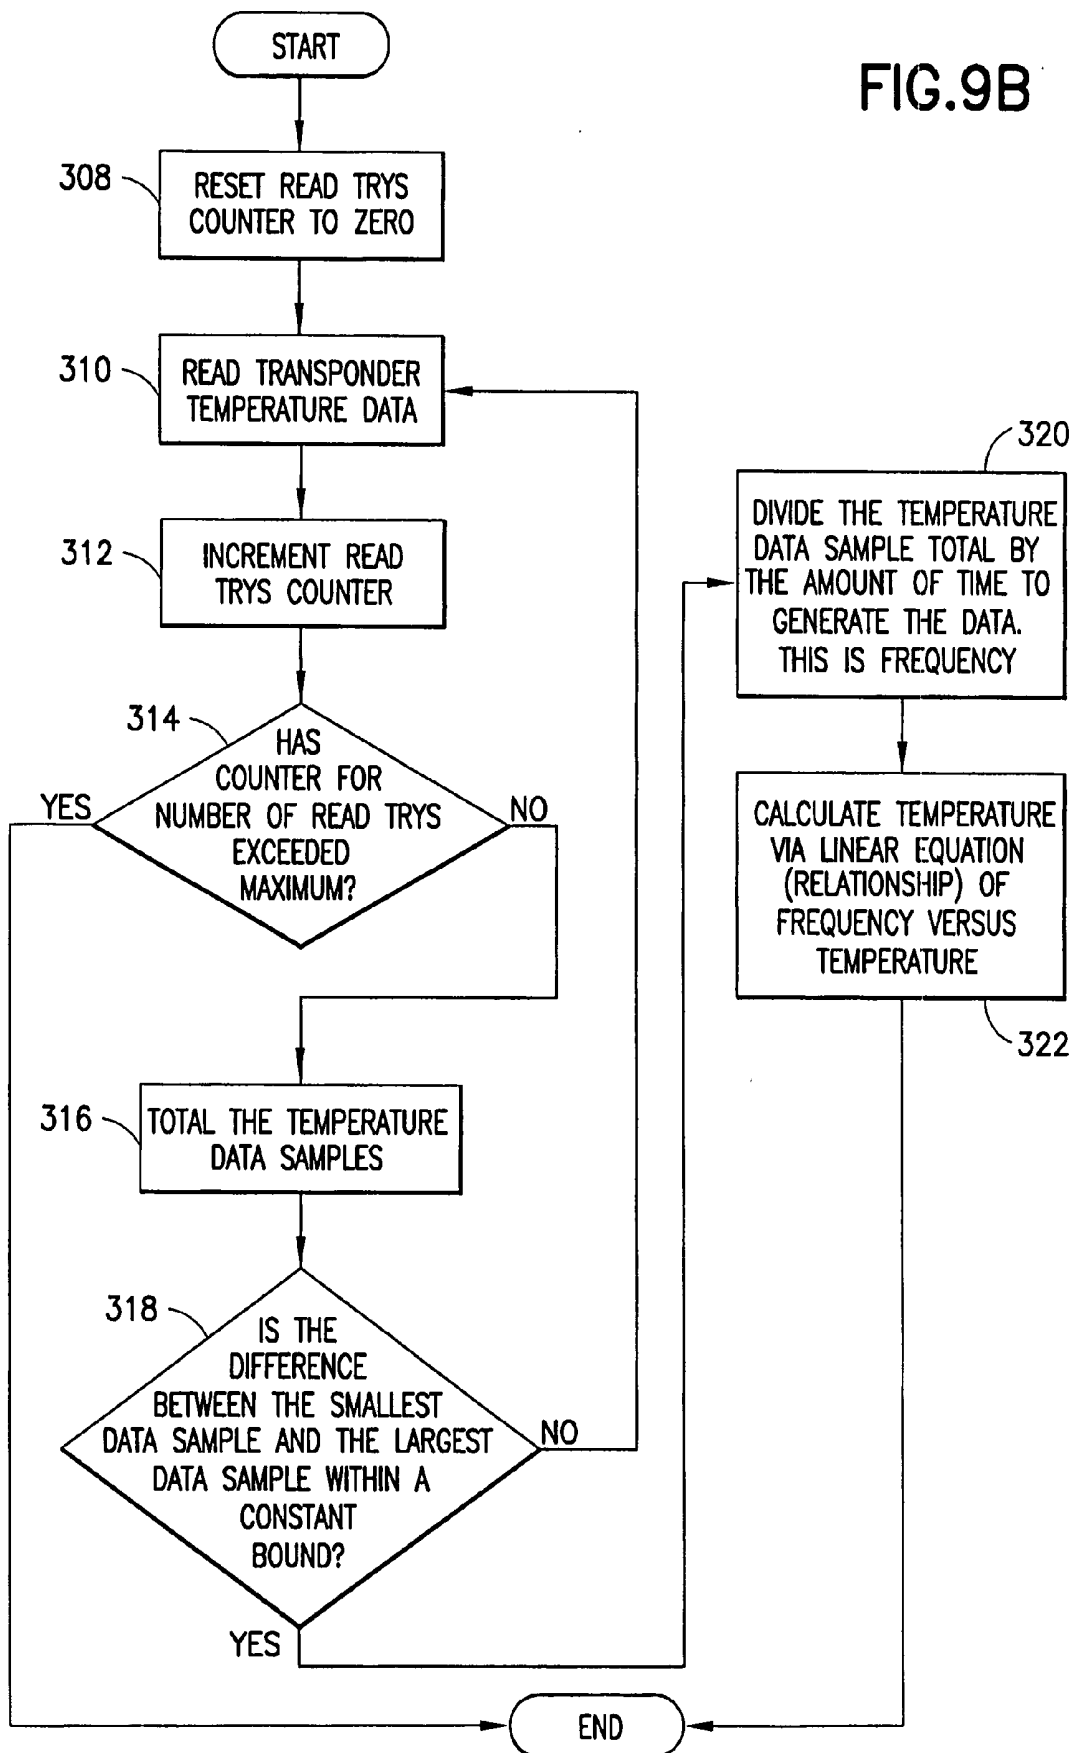 START
FIG.9B
308
RESET READ TRYS
COUNTER TO ZERO
310
READ TRANSPONDER
TEMPERATURE DATA
312
INCREMENT READ
TRYS COUNTER
314
HAS
COUNTER FOR
NUMBER OF READ TRYS
EXCEEDED
MAXIMUM?
YES
NO
316
TOTAL THE TEMPERATURE
DATA SAMPLES
318
IS THE
DIFFERENCE
BETWEEN THE SMALLEST
DATA SAMPLE AND THE LARGEST
DATA SAMPLE WITHIN A
CONSTANT
BOUND?
NO
YES
320
DIVIDE THE TEMPERATURE
DATA SAMPLE TOTAL BY
THE AMOUNT OF TIME TO
GENERATE THE DATA.
THIS IS FREQUENCY
CALCULATE TEMPERATURE
VIA LINEAR EQUATION
(RELATIONSHIP) OF
FREQUENCY VERSUS
TEMPERATURE
322
END